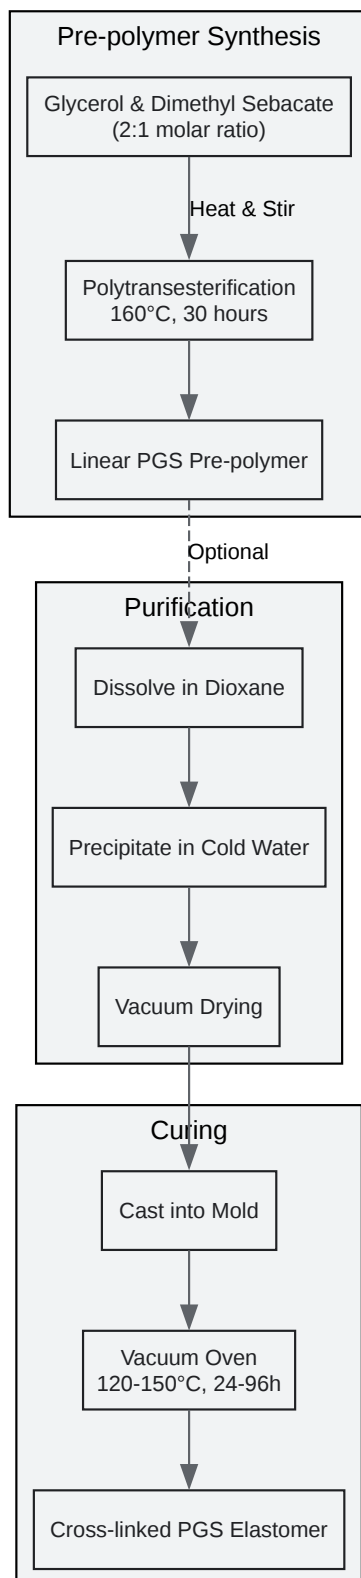 Pre-polymer Synthesis
Glycerol & Dimethyl Sebacate
(2:1 molar ratio)
Heat & Stir
Polytransesterification
160°C, 30 hours
Linear PGS Pre-polymer
Optional
Purification
Dissolve in Dioxane
Precipitate in Cold Water
Vacuum Drying
Curing
Cast into Mold
Vacuum Oven
120-150°C, 24-96h
Cross-linked PGS Elastomer